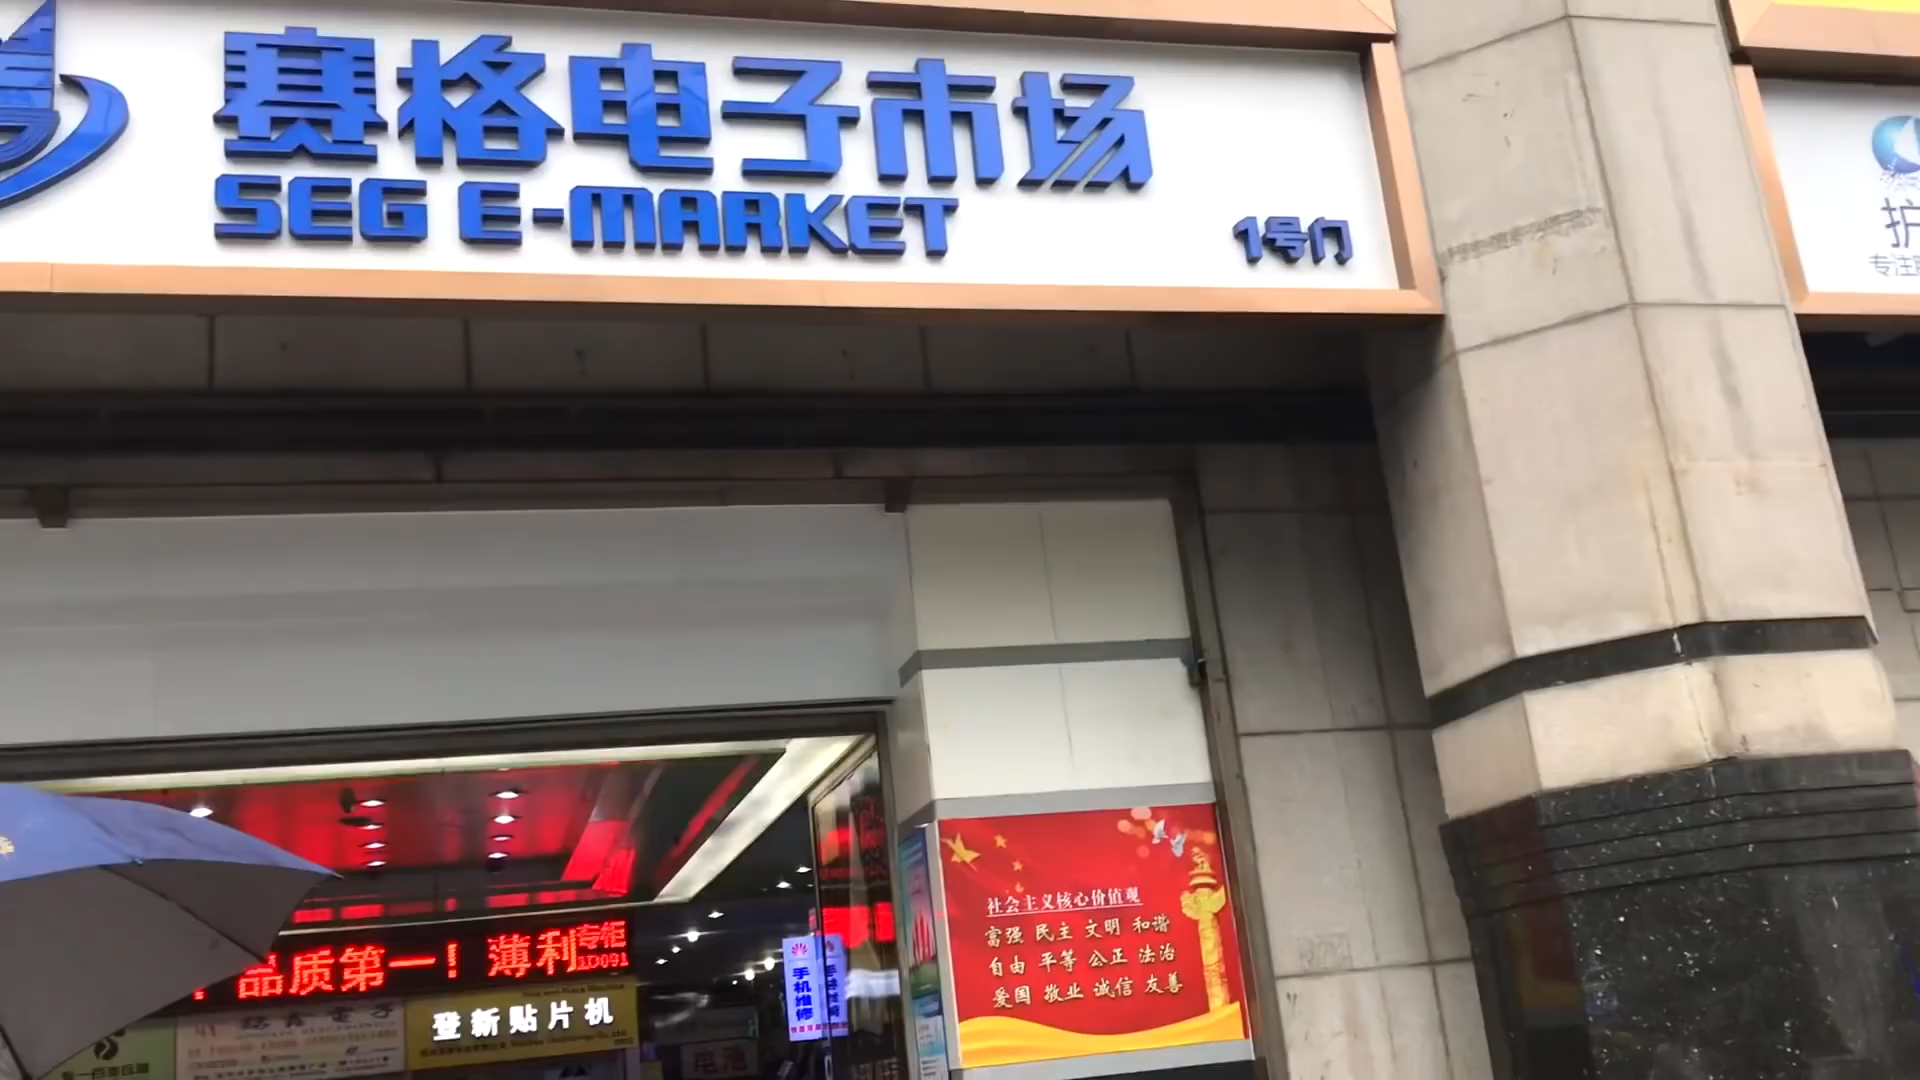 赛格电子市场
SEG E-MARKET
1号门
护
专注
品质第一！薄利
专柜
1D091
登新贴片机
手机维修
电池
社会主义核心价值观
富强 民主 文明 和谐
自由 平等 公正 法治
爱国 敬业 诚信 友善